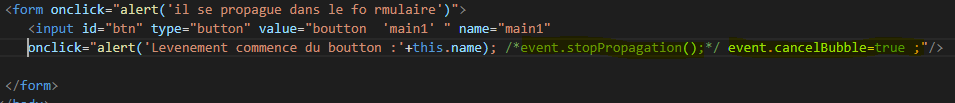 <form onclick="alert('il se propague dans le fo rmulaire')">
<input id="btn" type="button" value="boutton  'main1' " name="main1"
onclick="alert('Levenement commence du boutton :'+this.name); /*event.stopPropagation();*/ event.cancelBubble=true ;"/>
</form>
</body>